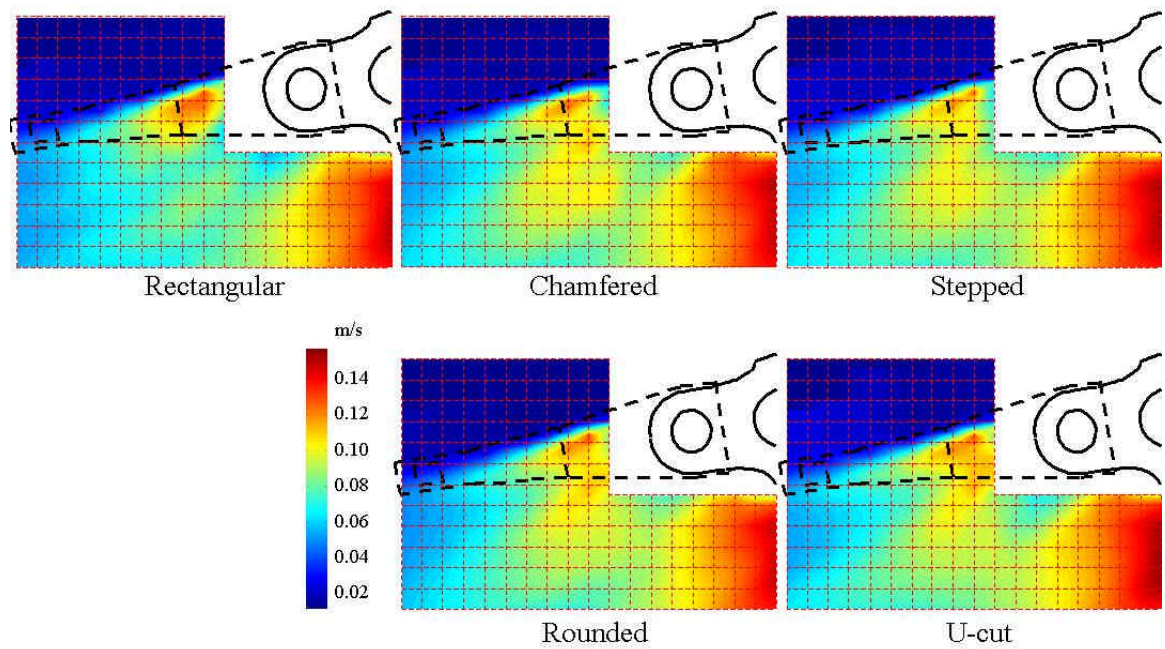 Rectangular
Chamfered
Stepped
m/s
0.14
0.12
0.10
0.08
0.06
0.04
0.02
Rounded
U-cut